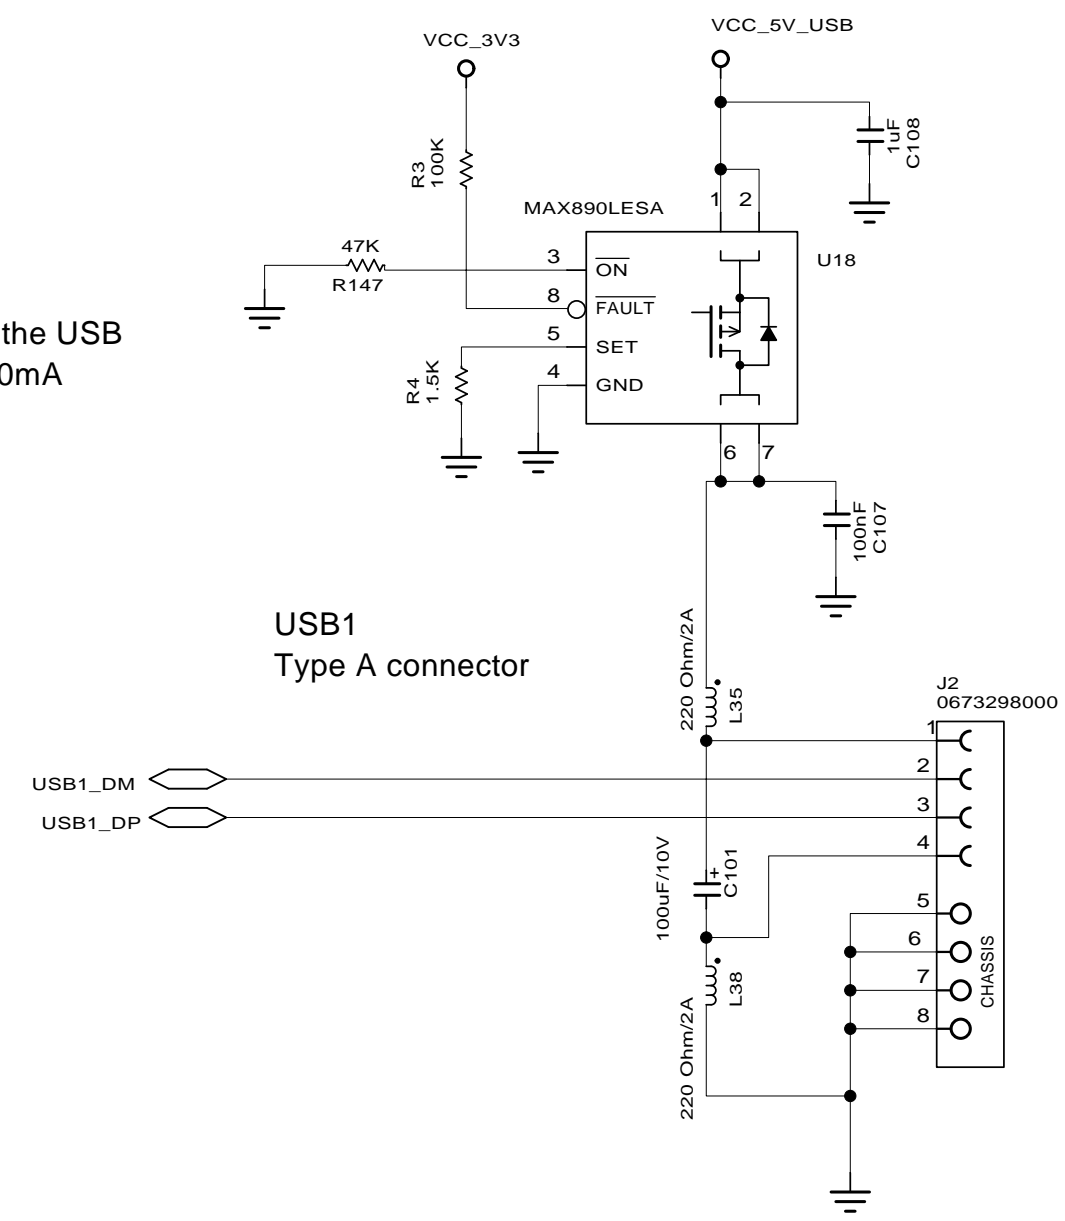 VCC_5V_USB
VCC_3V3
1uF
C108
R3
100K
1 2
MAX890LESA
47K
R147
3
ON
U18
8
FAULT
the USB
0mA
5
SET
R4
1.5K
4
GND
6 7
100nF
C107
USB1
Type A connector
220 Ohm/2A
L35
J2
0673298000
1
USB1_DM
2
USB1_DP
3
4
100uF/10V
+
C101
5
6
7
8
CHASSIS
L38
220 Ohm/2A